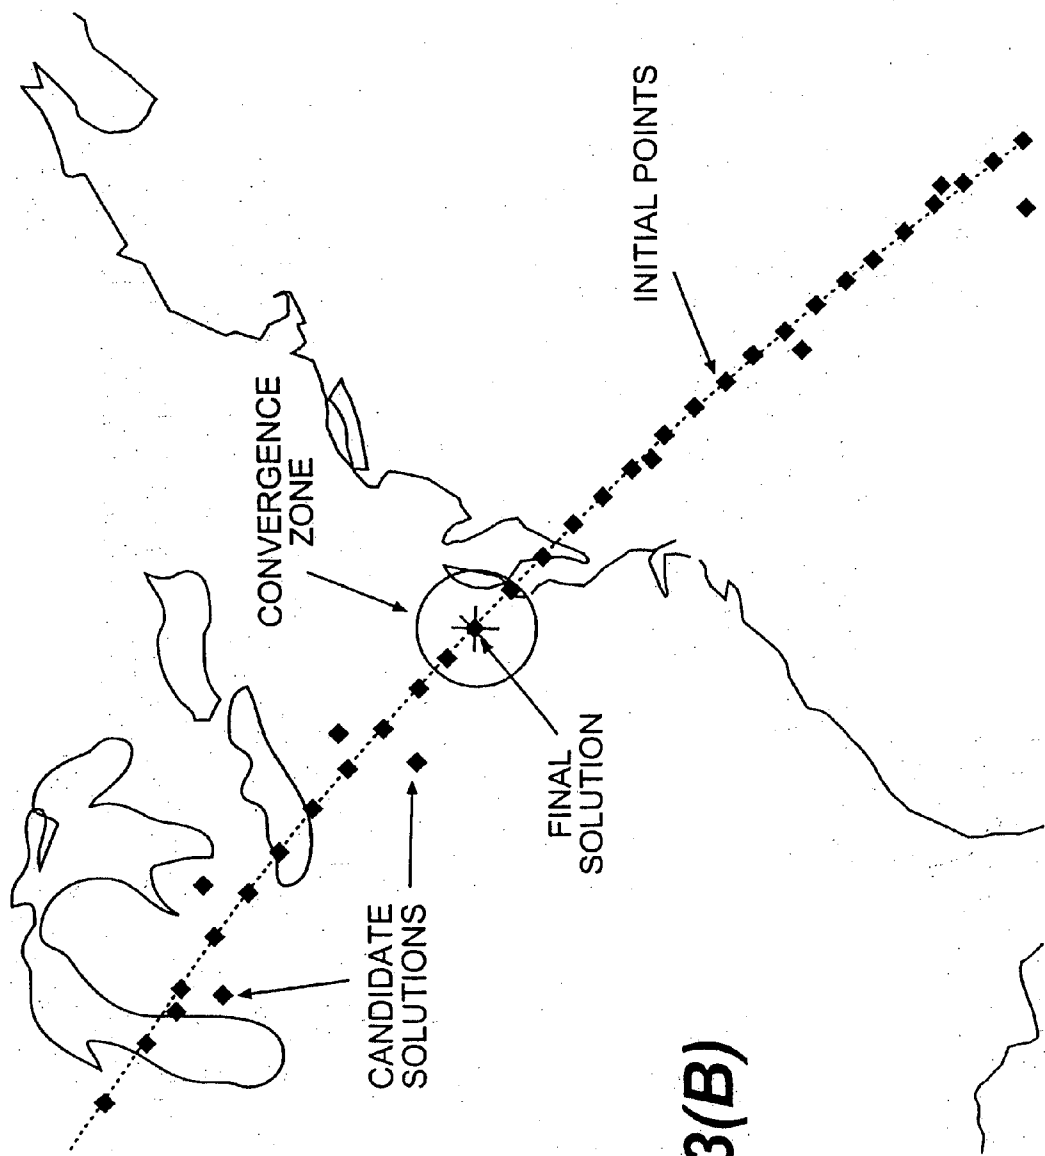 CANDIDATE
SOLUTIONS
CONVERGENCE
ZONE
FINAL
SOLUTION
INITIAL POINTS
3(B)